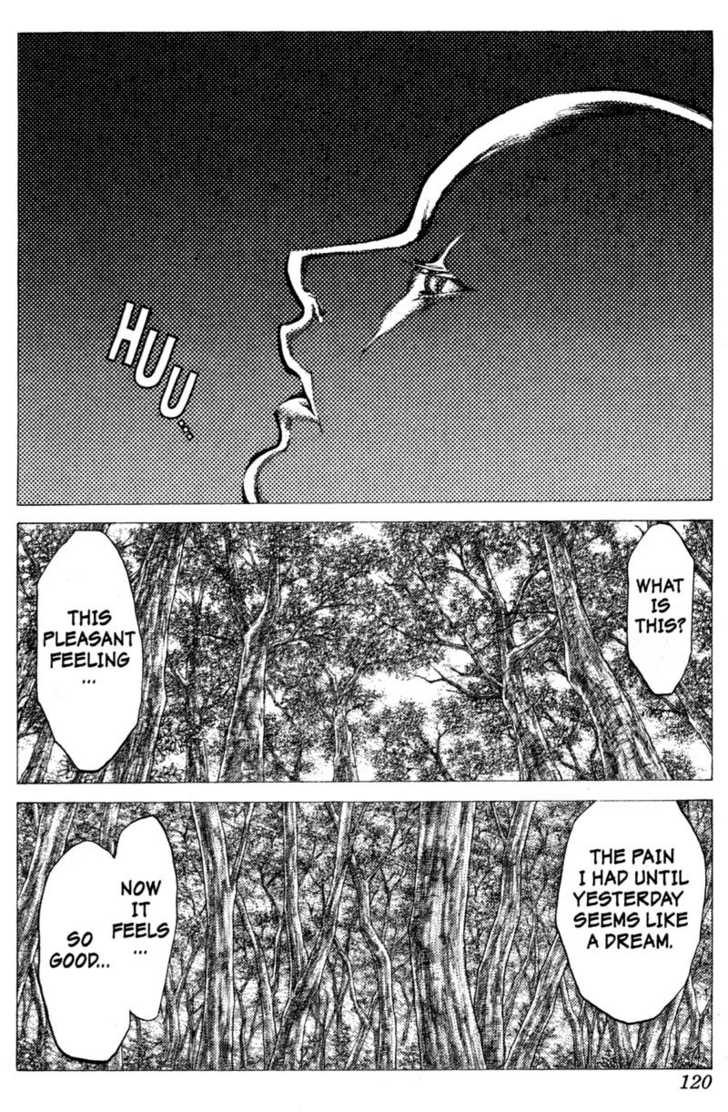 HUU...
WHAT
IS
THIS?
THIS
PLEASANT
FEELING
...
THE PAIN
I HAD UNTIL
YESTERDAY
SEEMS LIKE
A DREAM.
NOW
IT
FEELS
...
SO
GOOD...
120